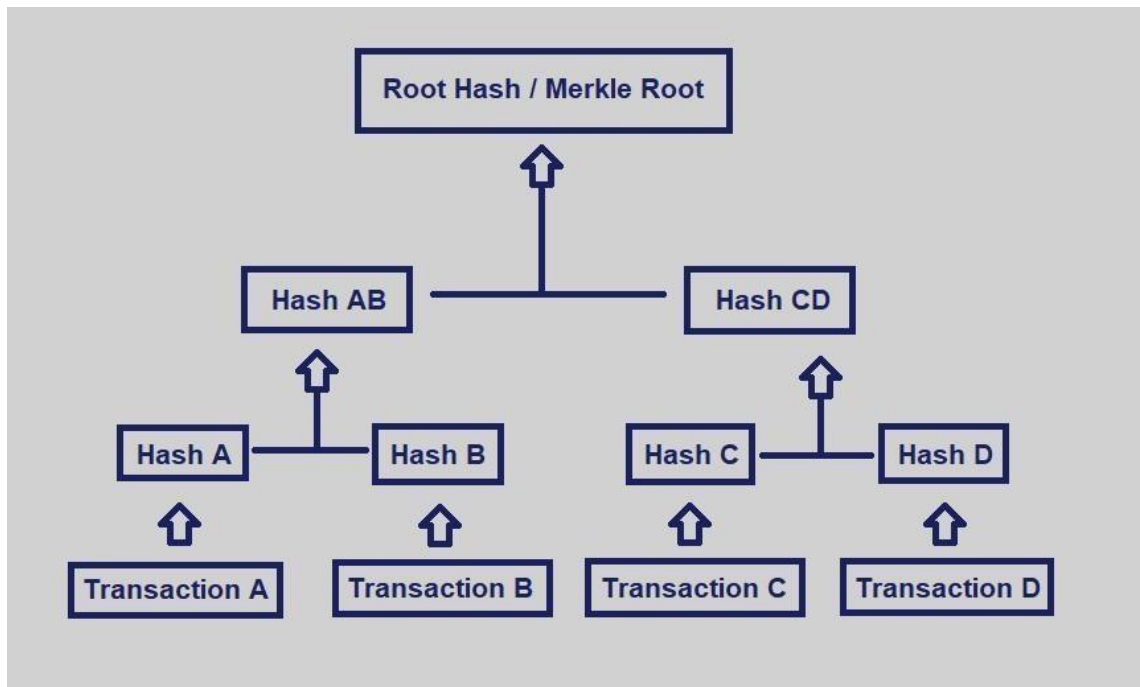 Root Hash / Merkle Root
Hash AB
Hash CD
Hash A
Hash B
Hash C
Hash D
Transaction A
Transaction B
Transaction C
Transaction D